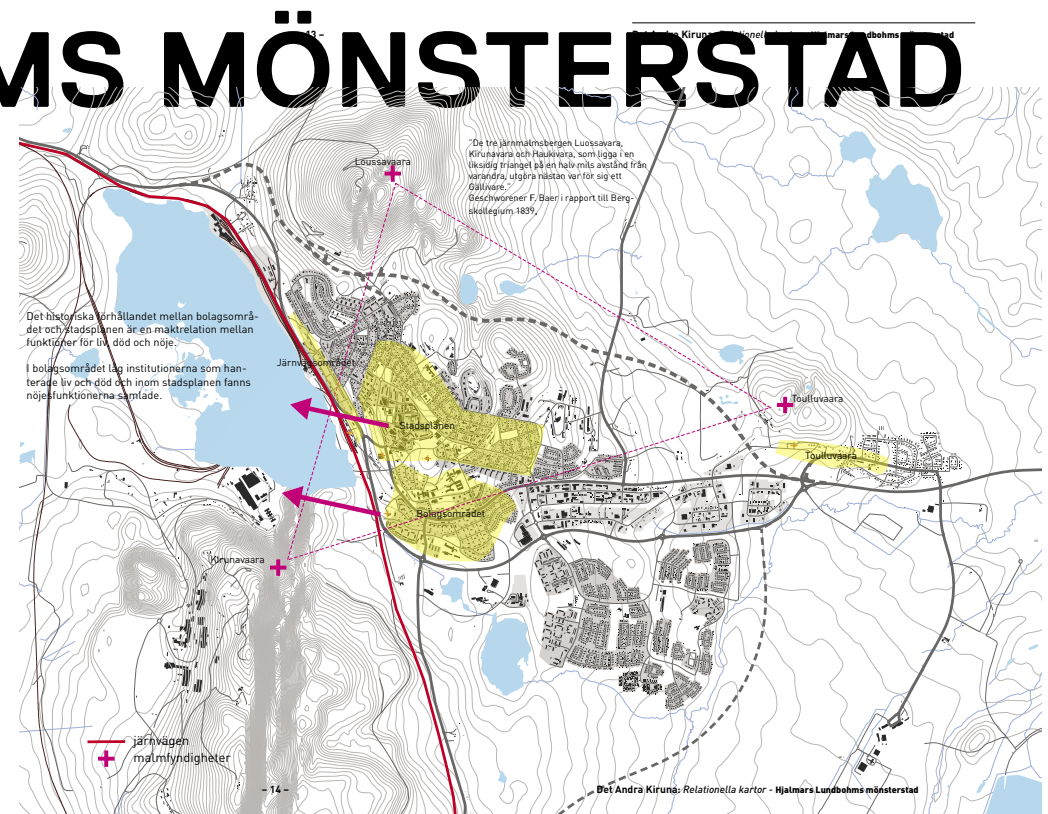 MS MÖNSTERSTAD
13 –
Det Andra Kiruna: Relationella kartor - Hjalmars Lundbohms mönsterstad
"De tre järnmalmsbergen Luossavara,
Kirunavara och Haukivara, som ligga i en
liksidig triangel på en halv mils avstånd från
varandra, utgöra nästan var för sig ett
Gällivare."
Geschworener F. Baer i rapport till Berg-
skollegium 1839.
Loussavaara
Det historiska förhållandet mellan bolagsområ-
det och stadsplanen är en maktrelation mellan
funktioner för liv, död och nöje.
I bolagsområdet låg institutionerna som han-
terade liv och död och inom stadsplanen fanns
nöjesfunktionerna samlade.
Järnvägsområdet
Toulluvaara
Stadsplanen
Toulluvaara
Bolagsområdet
Kirunavaara
järnvägen
malmfyndigheter
– 14 –
Det Andra Kiruna: Relationella kartor - Hjalmars Lundbohms mönsterstad